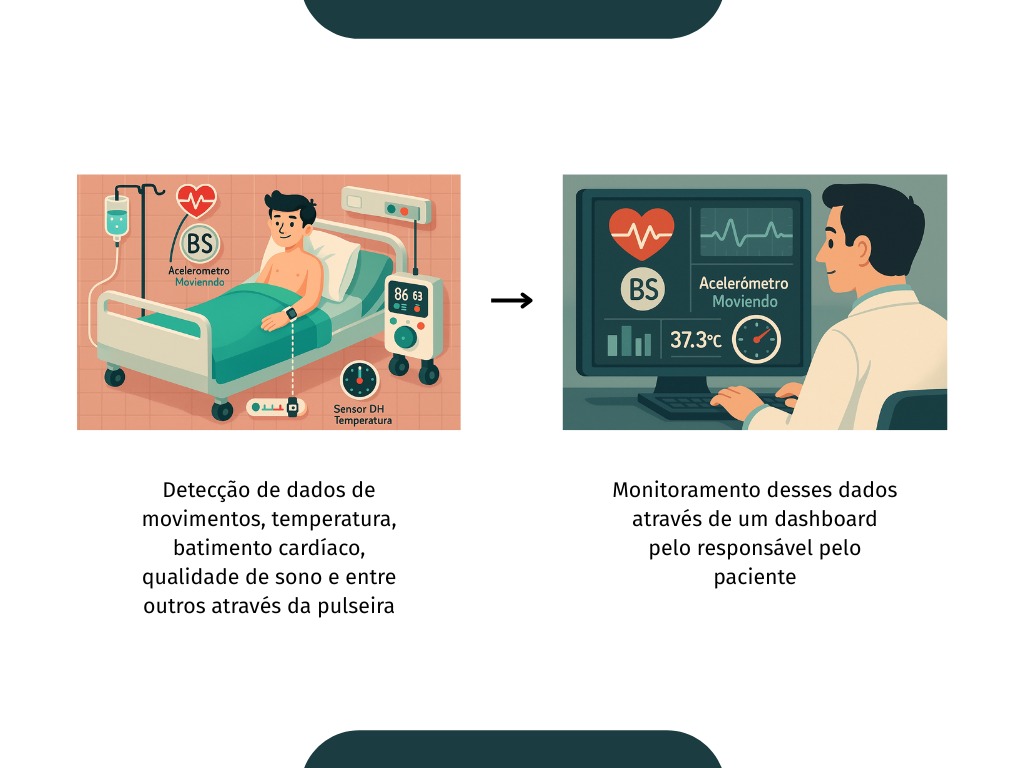 BS
Acelerometro
Movienndo
86 63
Sensor DH
Temperatura
BS
Acelerómetro
Moviendo
37.3°C
Detecção de dados de
movimentos, temperatura,
batimento cardíaco,
qualidade de sono e entre
outros através da pulseira
Monitoramento desses dados
através de um dashboard
pelo responsável pelo
paciente